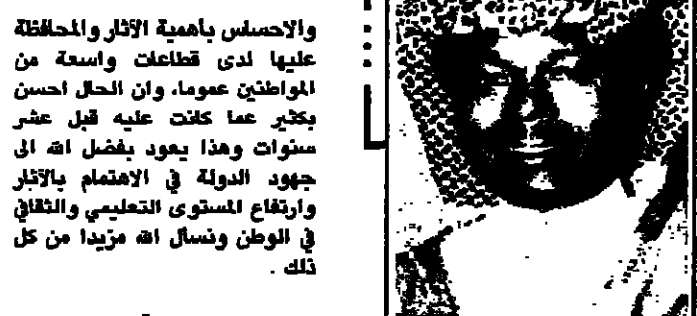 والاحساس بأهمية الآثار والمحافظة
عليها لدى قطاعات واسعة من
المواطنين عموما، وان الحال احسن
بكثير عما كانت عليه قبل عشر
سنوات وهذا يعود بفضل الله الى
جهود الدولة في الاهتمام بالآثار
وارتفاع المستوى التعليمي والثقافي
في الوطن ونسأل الله مزيدا من كل
ذلك .